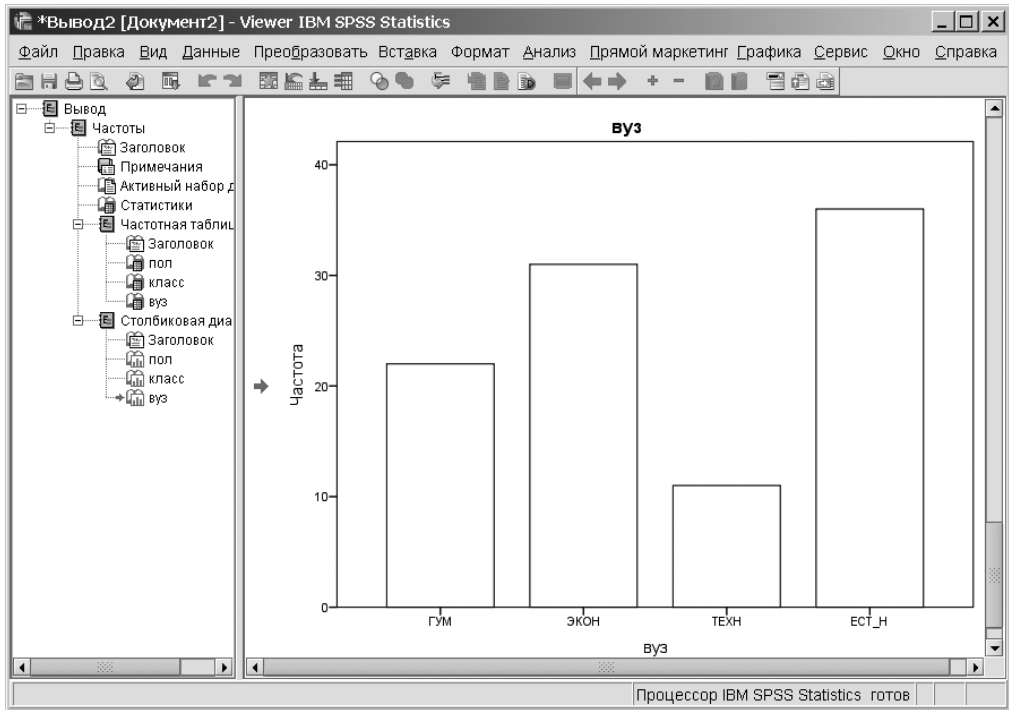 *Вывод2 [Документ2] - Viewer IBM SPSS Statistics
Файл Правка Вид Данные Преобразовать Вставка Формат Анализ Прямой маркетинг Графика Сервис Окно Справка
Вывод
Частоты
Заголовок
Примечания
Активный набор д
Статистики
Частотная таблиц
Заголовок
пол
класс
вуз
Столбиковая диа
Заголовок
пол
класс
вуз
вуз
Частота
40
30
20
10
0
ГУМ ЭКОН ТЕХН ЕСТ_Н
вуз
Процессор IBM SPSS Statistics готов